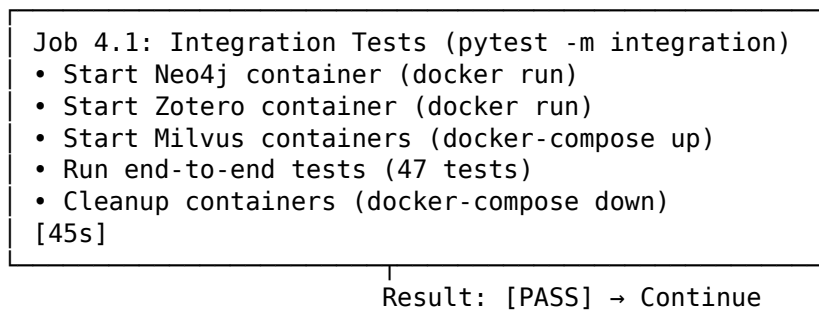 Job 4.1: Integration Tests (pytest -m integration)
• Start Neo4j container (docker run)
• Start Zotero container (docker run)
• Start Milvus containers (docker-compose up)
• Run end-to-end tests (47 tests)
• Cleanup containers (docker-compose down)
[45s]
Result: [PASS] → Continue